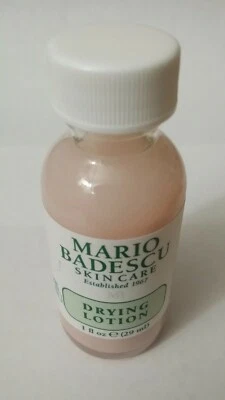 MARIO
BADESCU
SKIN CARE
Established 1967
DRYING
LOTION
1 fl oz ℮ (29 ml)